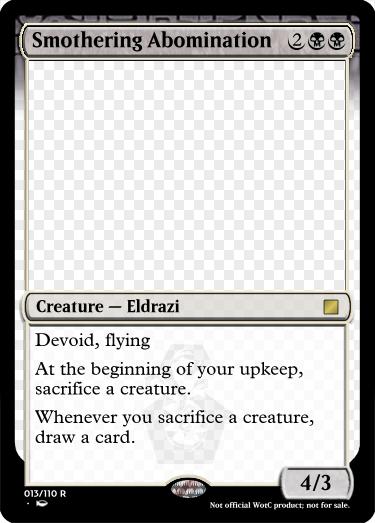 Smothering Abomination 2
Creature — Eldrazi
Devoid, flying
At the beginning of your upkeep,
sacrifice a creature.
Whenever you sacrifice a creature,
draw a card.
4/3
013/110 R
Not official WotC product; not for sale.